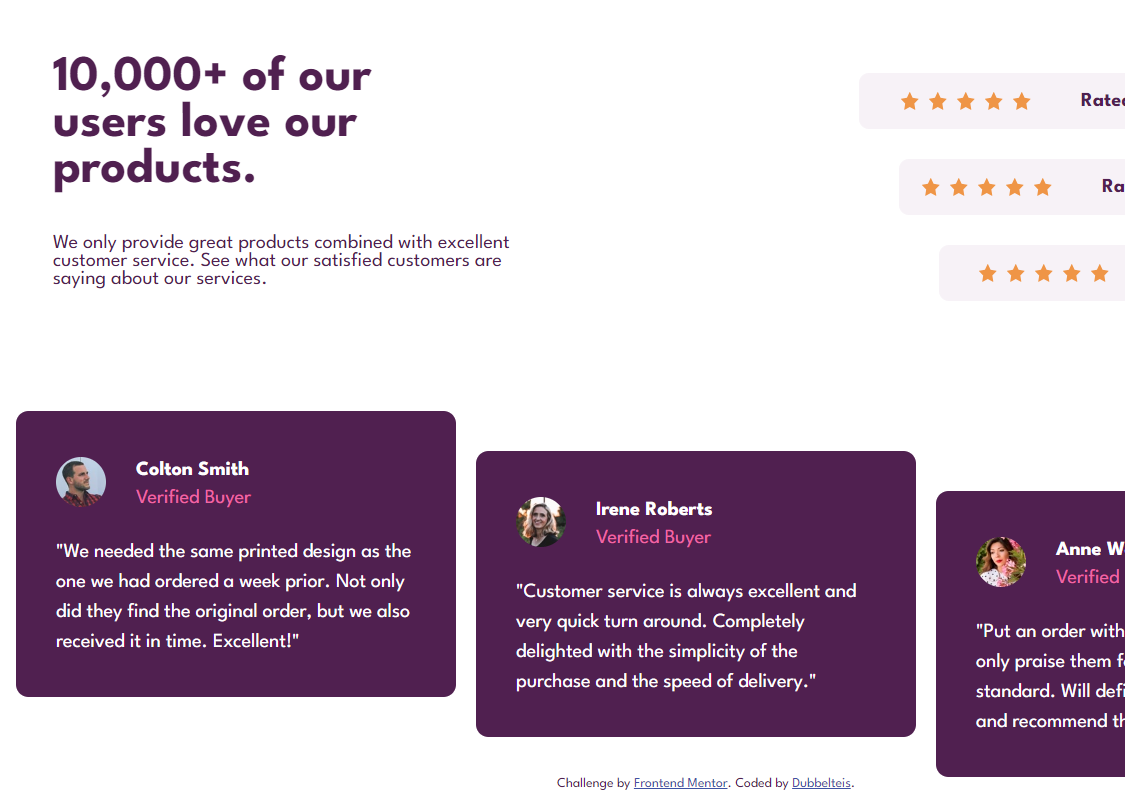 10,000+ of our
users love our
products.
We only provide great products combined with excellent
customer service. See what our satisfied customers are
saying about our services.
Colton Smith
Verified Buyer
"We needed the same printed design as the
one we had ordered a week prior. Not only
did they find the original order, but we also
received it in time. Excellent!"
Irene Roberts
Verified Buyer
"Customer service is always excellent and
very quick turn around. Completely
delighted with the simplicity of the
purchase and the speed of delivery."
Anne
Verified
"Put an order with
only praise them
standard. Will
and recommend
Challenge by Frontend Mentor. Coded by Dubbelteis.